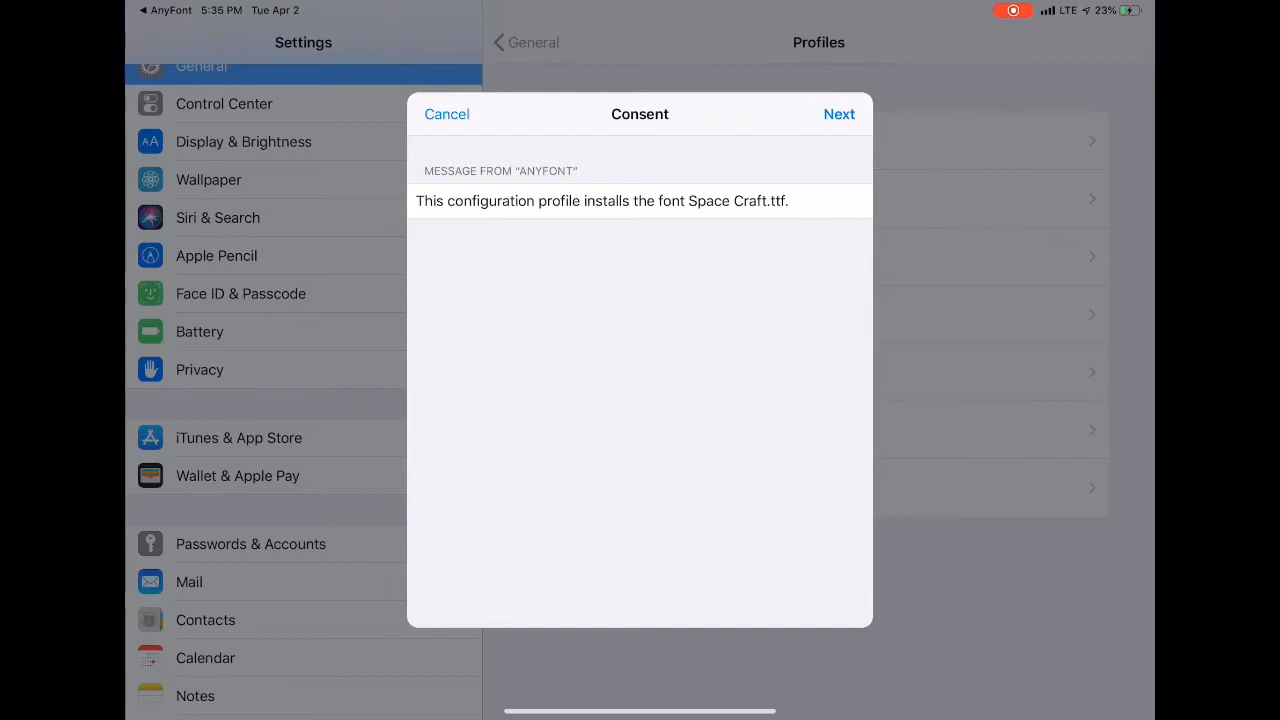 AnyFont 5:35 PM Tue Apr 2
LTE 23%
Settings
General
Profiles
General
Control Center
Display & Brightness
Wallpaper
Siri & Search
Apple Pencil
Face ID & Passcode
Battery
Privacy
iTunes & App Store
Wallet & Apple Pay
Passwords & Accounts
Mail
Contacts
Calendar
Notes
Cancel
Consent
Next
MESSAGE FROM “ANYFONT”
This configuration profile installs the font Space Craft.ttf.